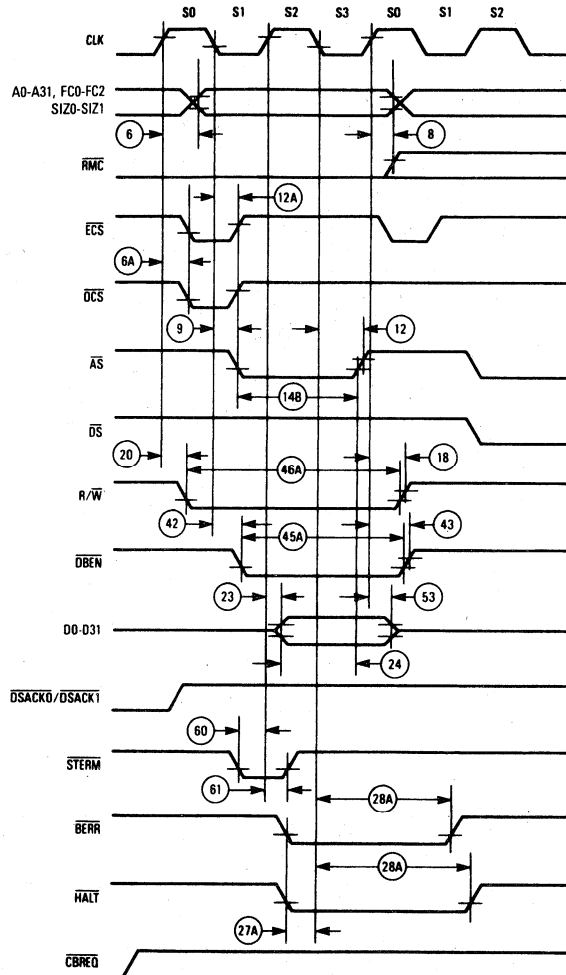 S0 S1 S2 S3 S0 S1 S2
CLK
A0-A31, FC0-FC2
SIZ0-SIZ1
6 8
RMC
12A
ECS
6A
OCS
9 12
AS
14B
DS
20 46A 18
R/W
42 45A 43
DBEN
23 53
D0-D31
24
DSACK0/DSACK1
60
STERM
61 28A
BERR
28A
HALT
27A
CBREQ